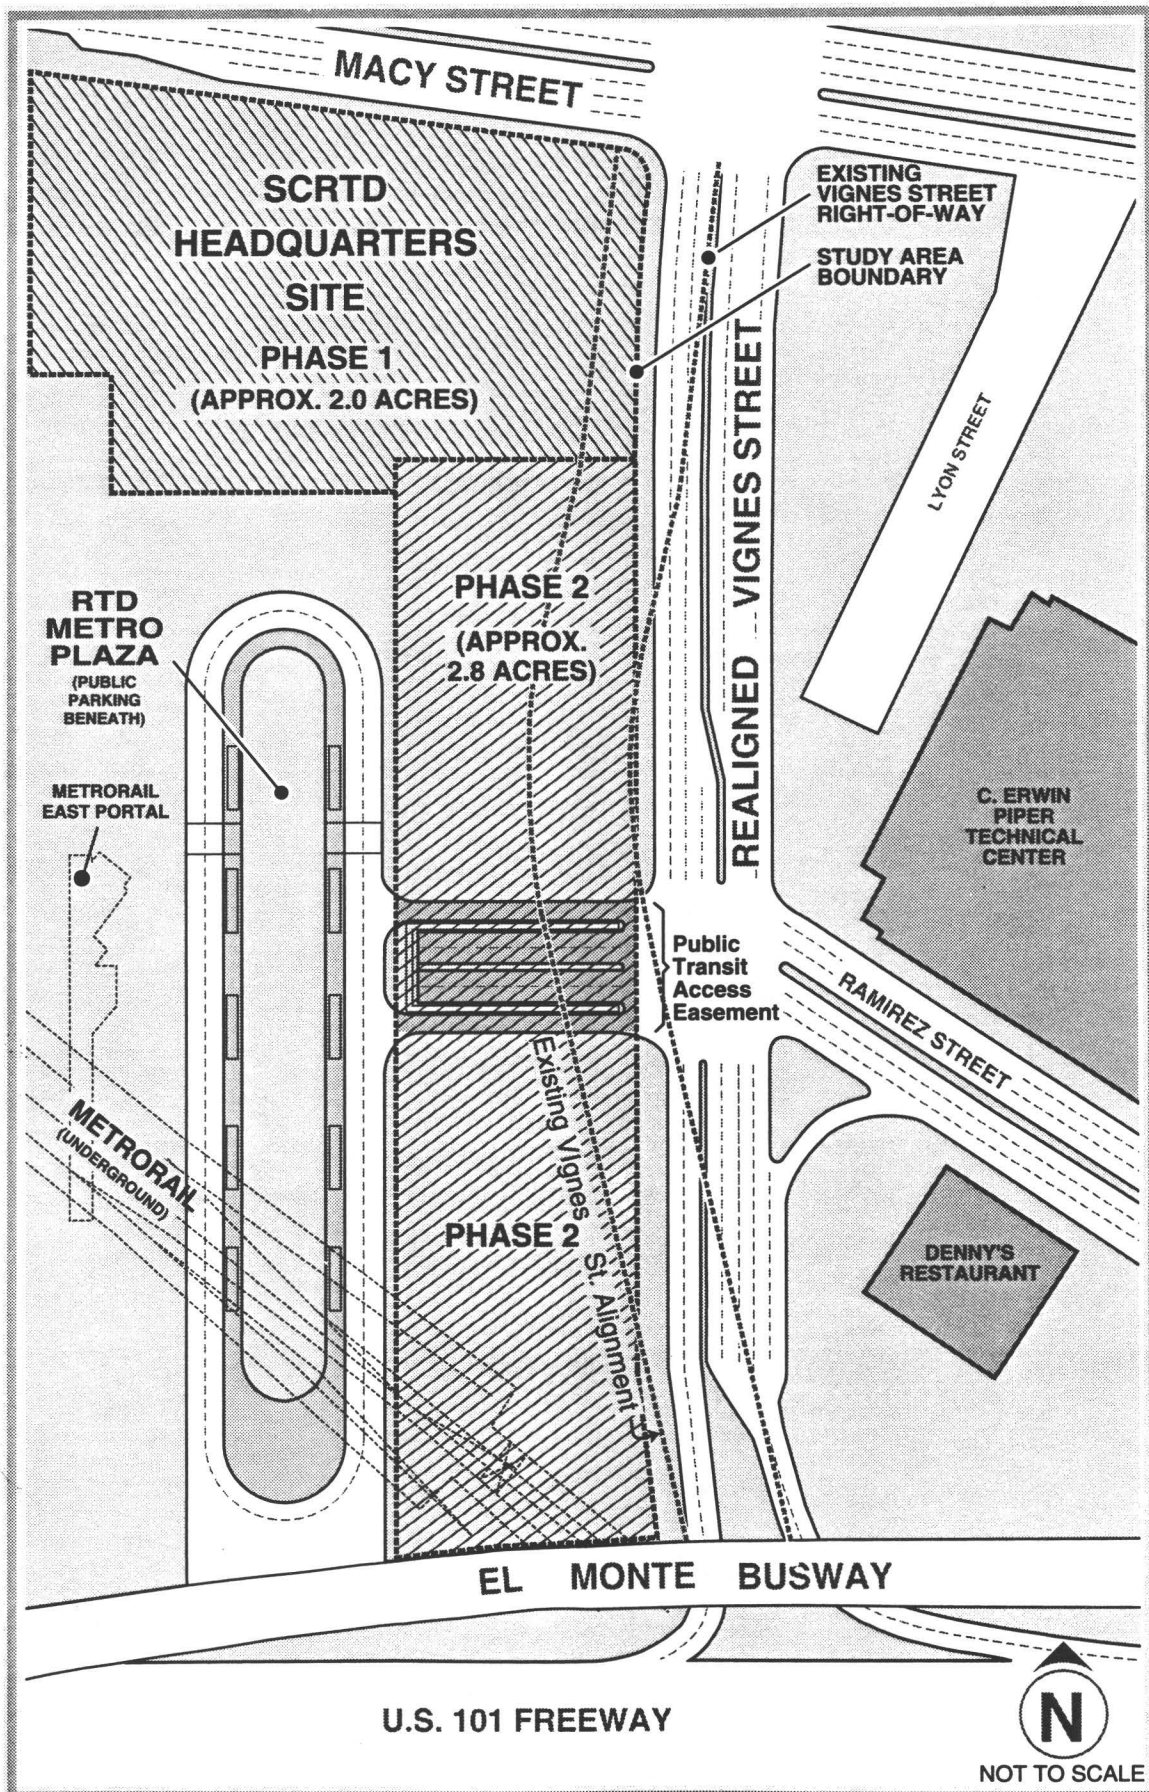 MACY STREET
SCRTD
HEADQUARTERS
SITE
PHASE 1
(APPROX. 2.0 ACRES)
EXISTING
VIGNES STREET
RIGHT-OF-WAY
STUDY AREA
BOUNDARY
REALIGNED VIGNES STREET
LYON STREET
PHASE 2
(APPROX.
2.8 ACRES)
RTD
METRO
PLAZA
(PUBLIC
PARKING
BENEATH)
METRORAIL
EAST PORTAL
C. ERWIN
PIPER
TECHNICAL
CENTER
Public
Transit
Access
Easement
RAMIREZ STREET
Existing Vignes St. Alignment
METRORAIL
(UNDERGROUND)
PHASE 2
DENNY'S
RESTAURANT
EL MONTE BUSWAY
U.S. 101 FREEWAY
N
NOT TO SCALE